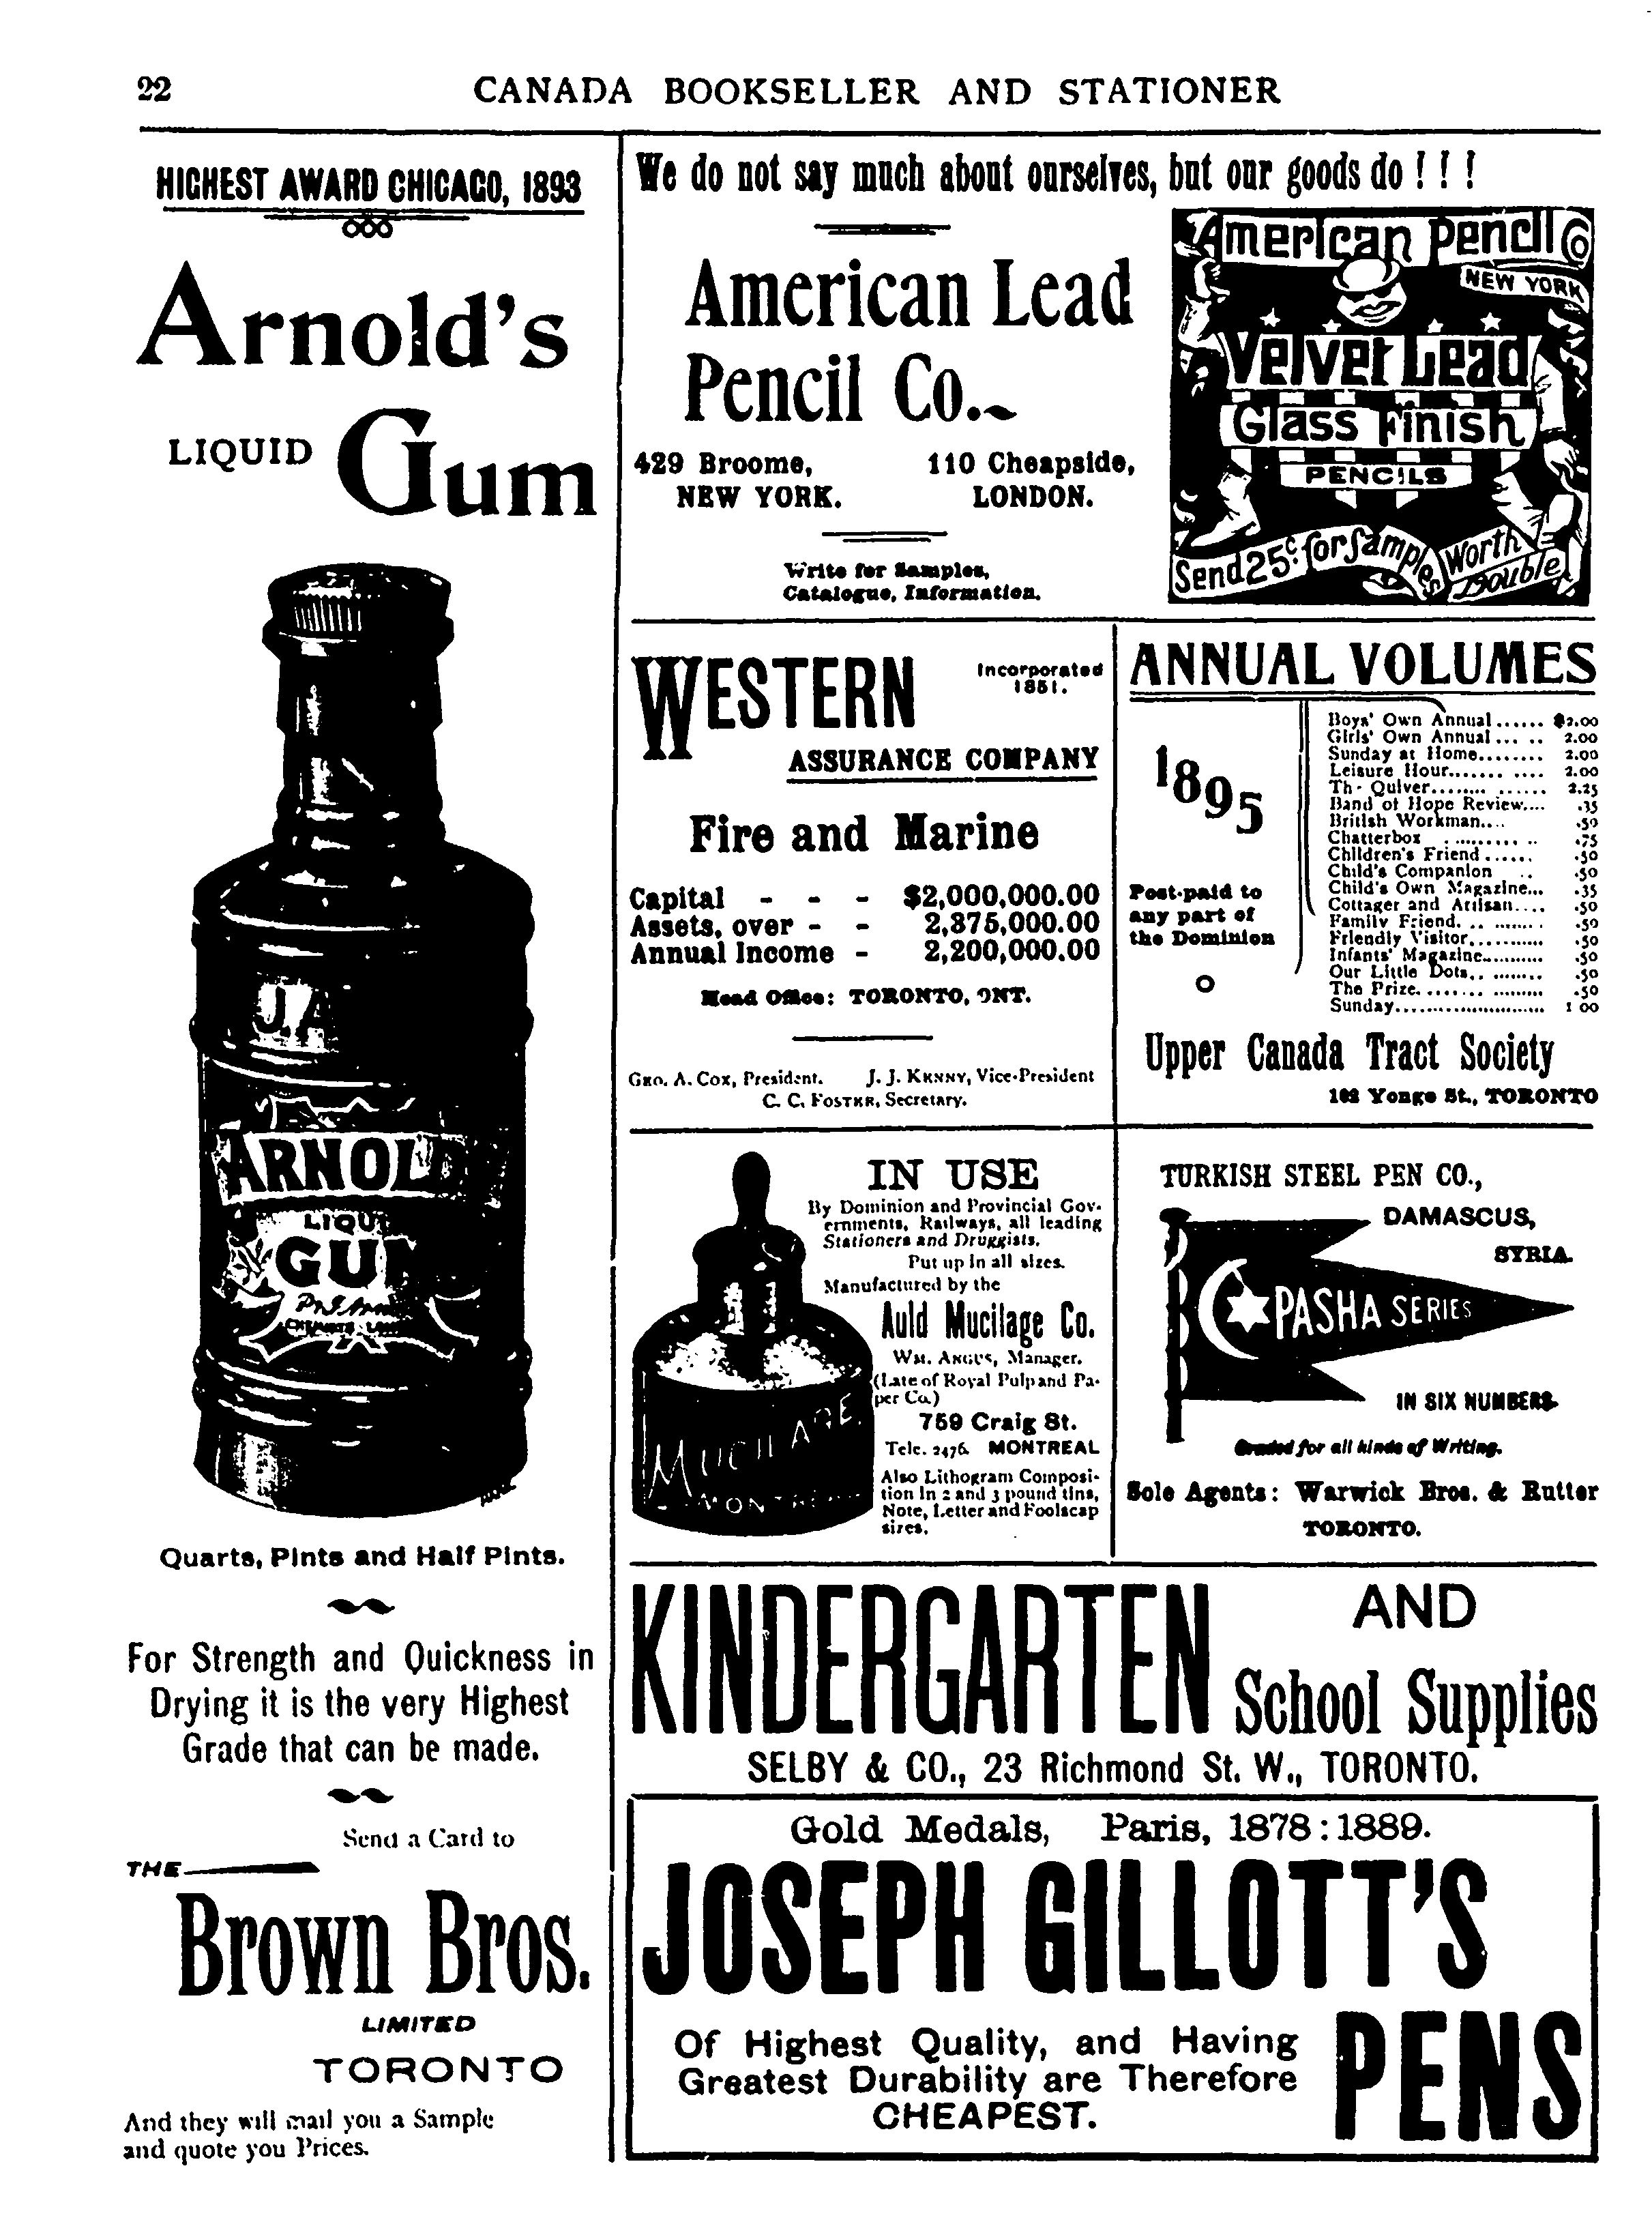 22 CANADA BOOKSELLER AND STATIONER
HIGHEST AWARD CHICAGO, 1893
Arnold's
LIQUID Gum
J.A
ARNOLD
LIQU
GUM
Quarts, Pints and Half Pints.
For Strength and Quickness in
Drying it is the very Highest
Grade that can be made.
Send a Card to
THE
Brown Bros.
LIMITED
TORONTO
And they will mail you a Sample
and quote you Prices.
We do not say much about ourselves, but our goods do ! ! !
American Lead
Pencil Co.
429 Broome, 110 Cheapside,
NEW YORK. LONDON.
Write for Samples,
Catalogue, Information.
American Pencil Co
NEW YORK
Velvet Lead
Glass Finish
PENCILS
Send 25c. for Samples Worth
Double
WESTERN Incorporated
1851.
ASSURANCE COMPANY
Fire and Marine
Capital - - - $2,000,000.00
Assets, over - - 2,375,000.00
Annual Income - 2,200,000.00
Head Office: TORONTO, ONT.
GEO. A. COX, President. J. J. KENNY, Vice-President
C. C. FOSTER, Secretary.
ANNUAL VOLUMES
1895
Post-paid to
any part of
the Dominion
Boys' Own Annual...... $2.00
Girls' Own Annual... .. 2.00
Sunday at Home........ 2.00
Leisure Hour....... .... 2.00
The Quiver........ ...... 2.25
Band of Hope Review.... .35
British Workman.... .50
Chatterbox . ......... .. .75
Children's Friend ...... .50
Child's Companion .. .50
Child's Own Magazine... .35
Cottager and Artisan.... .50
Family Friend. .. ....... . .50
Friendly Visitor........... .50
Infants' Magazine.......... .50
Our Little Dots.. ........ .50
The Prize........ ......... .50
Sunday...................... 1 00
Upper Canada Tract Society
102 Yonge St., TORONTO
IN USE
By Dominion and Provincial Gov-
ernments, Railways, all leading
Stationers and Druggists.
Put up in all sizes.
Manufactured by the
Auld Mucilage Co.
WM. ANGUS, Manager.
(Late of Royal Pulp and Pa-
per Co.)
759 Craig St.
Tele. 2476. MONTREAL
Also Lithogram Composi-
tion in 2 and 3 pound tins,
Note, Letter and Foolscap
sizes.
MUCILAGE
MONTREAL
TURKISH STEEL PEN CO.,
DAMASCUS,
SYRIA.
PASHA SERIES
IN SIX NUMBERS.
Graded for all kinds of Writing.
Sole Agents: Warwick Bros. & Rutter
TORONTO.
KINDERGARTEN AND
School Supplies
SELBY & CO., 23 Richmond St. W., TORONTO.
Gold Medals, Paris, 1878 : 1889.
JOSEPH GILLOTT'S
Of Highest Quality, and Having
Greatest Durability are Therefore
CHEAPEST.
PENS